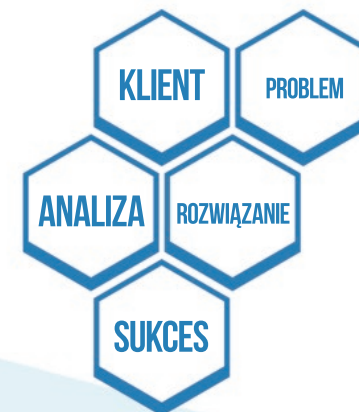 KLIENT
PROBLEM
ANALIZA
ROZWIĄZANIE
SUKCES